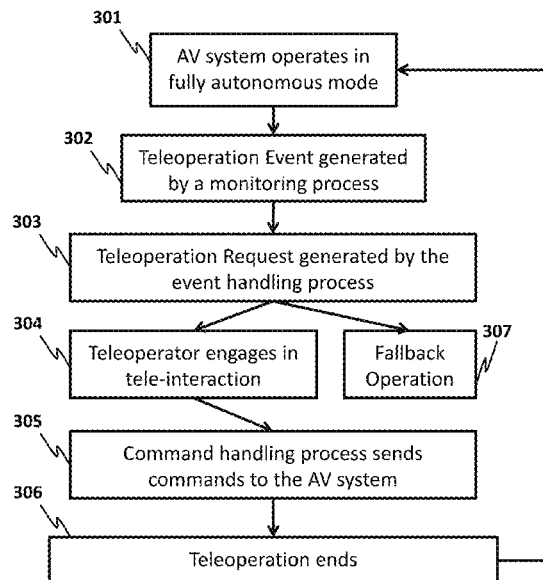 301
AV system operates in
fully autonomous mode
302
Teleoperation Event generated
by a monitoring process
303
Teleoperation Request generated by the
event handling process
304
Teleoperator engages in
tele-interaction
Fallback
Operation
307
305
Command handling process sends
commands to the AV system
306
Teleoperation ends